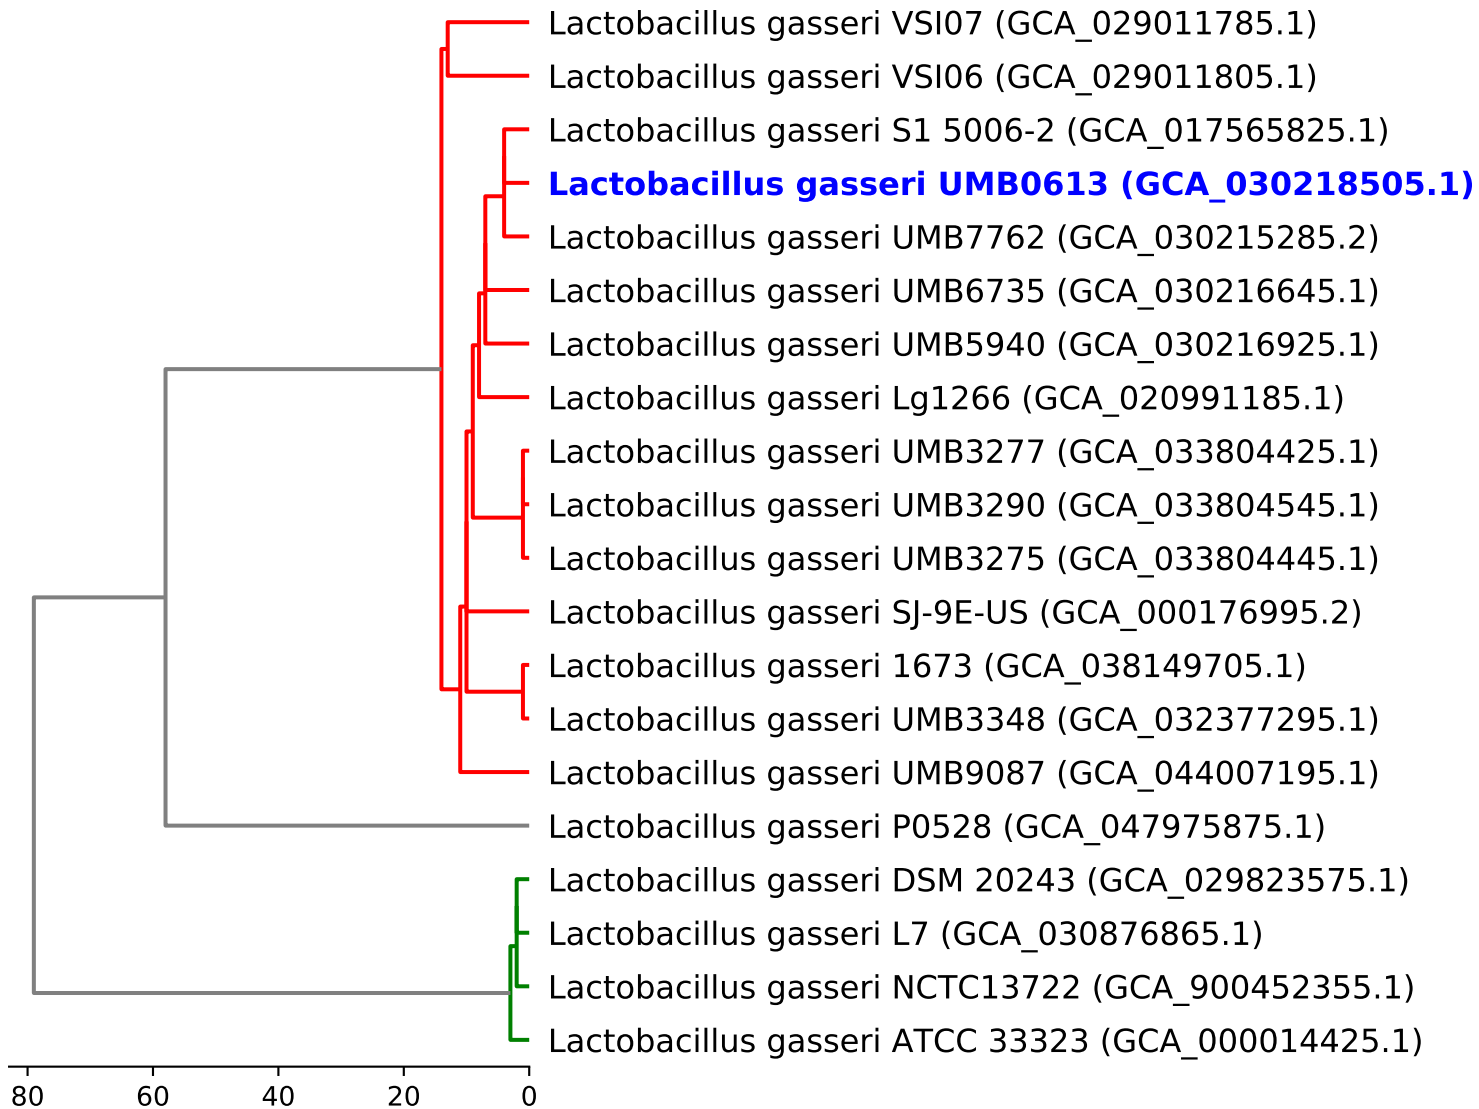 Lactobacillus gasseri VSI07 (GCA_029011785.1)
Lactobacillus gasseri VSI06 (GCA_029011805.1)
Lactobacillus gasseri S1 5006-2 (GCA_017565825.1)
Lactobacillus gasseri UMB0613 (GCA_030218505.1)
Lactobacillus gasseri UMB7762 (GCA_030215285.2)
Lactobacillus gasseri UMB6735 (GCA_030216645.1)
Lactobacillus gasseri UMB5940 (GCA_030216925.1)
Lactobacillus gasseri Lg1266 (GCA_020991185.1)
Lactobacillus gasseri UMB3277 (GCA_033804425.1)
Lactobacillus gasseri UMB3290 (GCA_033804545.1)
Lactobacillus gasseri UMB3275 (GCA_033804445.1)
Lactobacillus gasseri SJ-9E-US (GCA_000176995.2)
Lactobacillus gasseri 1673 (GCA_038149705.1)
Lactobacillus gasseri UMB3348 (GCA_032377295.1)
Lactobacillus gasseri UMB9087 (GCA_044007195.1)
Lactobacillus gasseri P0528 (GCA_047975875.1)
Lactobacillus gasseri DSM 20243 (GCA_029823575.1)
Lactobacillus gasseri L7 (GCA_030876865.1)
Lactobacillus gasseri NCTC13722 (GCA_900452355.1)
Lactobacillus gasseri ATCC 33323 (GCA_000014425.1)
80 60 40 20 0